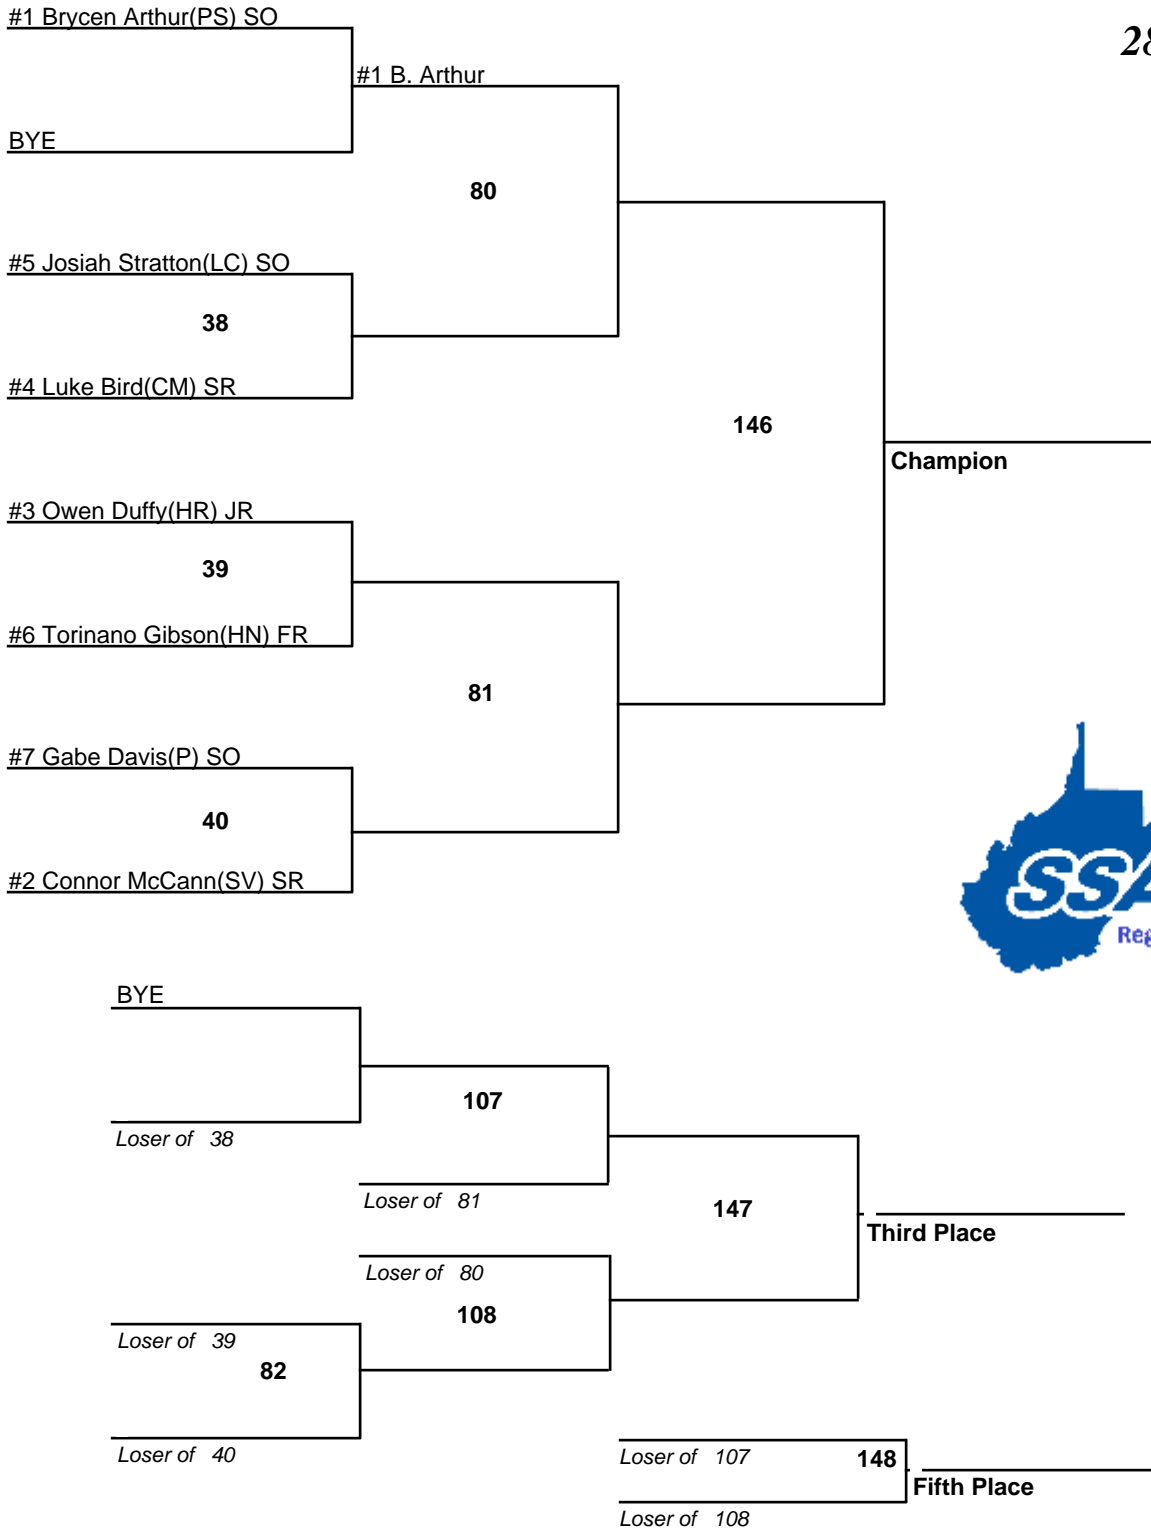 #1 Brycen Arthur(PS) SO
28
#1 B. Arthur
BYE
80
#5 Josiah Stratton(LC) SO
38
#4 Luke Bird(CM) SR
146
Champion
#3 Owen Duffy(HR) JR
39
#6 Torinano Gibson(HN) FR
81
#7 Gabe Davis(P) SO
40
#2 Connor McCann(SV) SR
SSA
Reg
BYE
107
Loser of 38
Loser of 81
147
Third Place
Loser of 80
108
Loser of 39
82
Loser of 40
Loser of 107
148
Fifth Place
Loser of 108